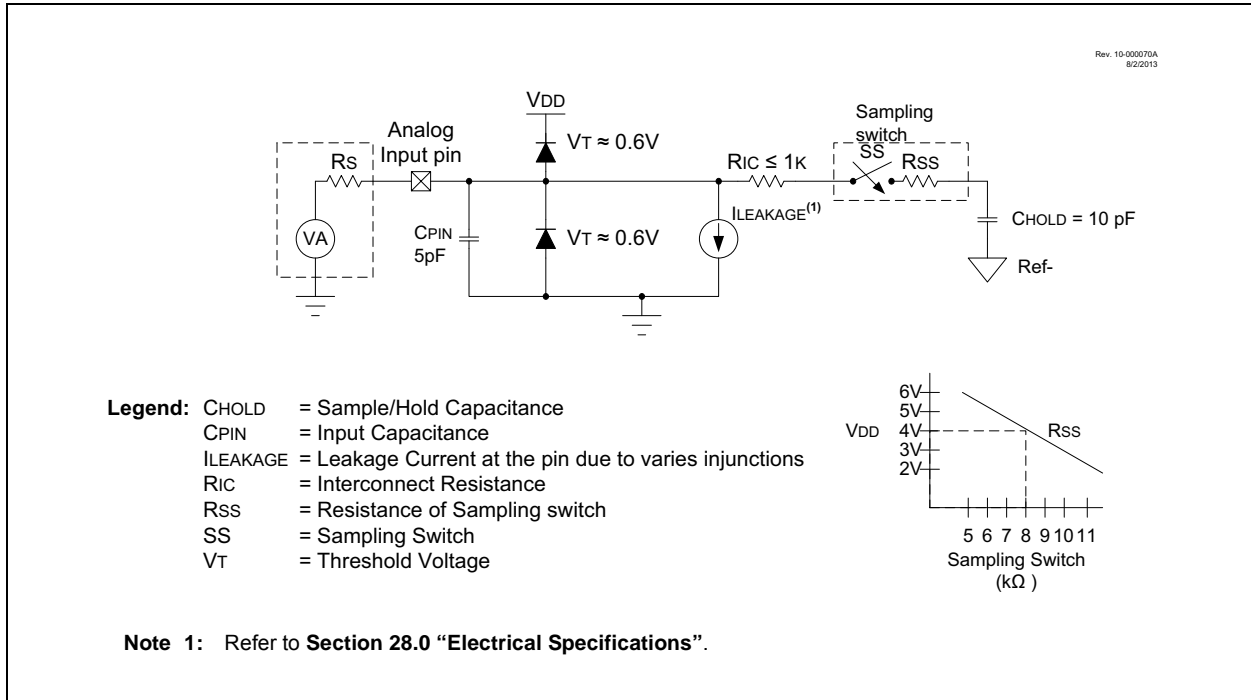 Rev. 10-000070A
8/2/2013
VDD
Sampling
switch
Analog
Input pin
VT ≈ 0.6V
SS
RS
RIC ≤ 1K
RSS
ILEAKAGE(1)
CPIN
5pF
VA
VT ≈ 0.6V
CHOLD = 10 pF
Ref-
Legend: CHOLD = Sample/Hold Capacitance
CPIN = Input Capacitance
ILEAKAGE = Leakage Current at the pin due to varies injunctions
RIC = Interconnect Resistance
RSS = Resistance of Sampling switch
SS = Sampling Switch
VT = Threshold Voltage
6V
5V
VDD 4V RSS
3V
2V
5 6 7 8 9 10 11
Sampling Switch
(kΩ )
Note 1: Refer to Section 28.0 “Electrical Specifications”.